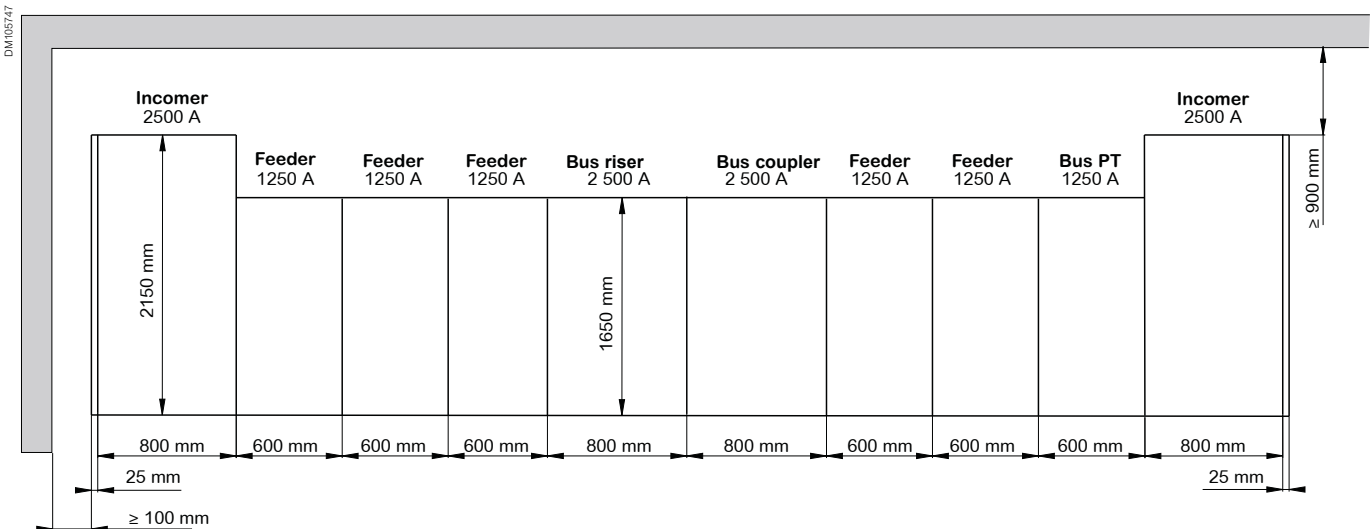 DM105747
Incomer
2500 A
Incomer
2500 A
Feeder
1250 A
Feeder
1250 A
Feeder
1250 A
Bus riser
2 500 A
Bus coupler
2 500 A
Feeder
1250 A
Feeder
1250 A
Bus PT
1250 A
≥ 900 mm
2150 mm
1650 mm
800 mm
600 mm
600 mm
600 mm
800 mm
800 mm
600 mm
600 mm
600 mm
800 mm
25 mm
25 mm
≥ 100 mm